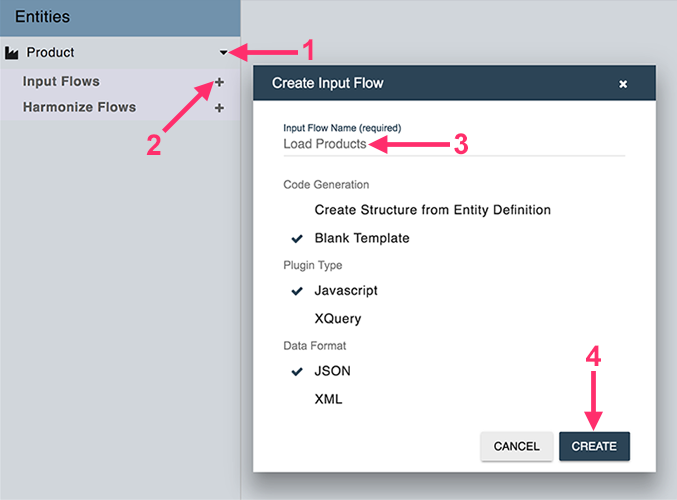 Entities
Product
1
Input Flows
Harmonize Flows
2
Create Input Flow
Input Flow Name (required)
Load Products
3
Code Generation
Create Structure from Entity Definition
Blank Template
Plugin Type
Javascript
XQuery
Data Format
JSON
XML
4
CANCEL CREATE